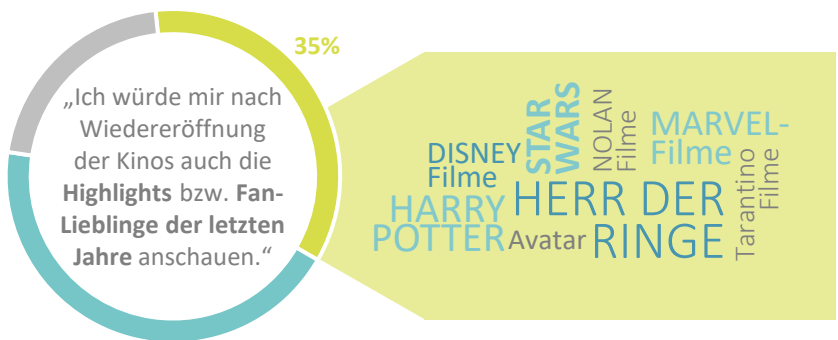 35%
„Ich würde mir nach
Wiedereröffnung
der Kinos auch die
Highlights bzw. Fan-
Lieblinge der letzten
Jahre anschauen.“
DISNEY
Filme
STAR
WARS
NOLAN
Filme
MARVEL-
Filme
HARRY
POTTER
HERR DER
RINGE
Avatar
Tarantino
Filme